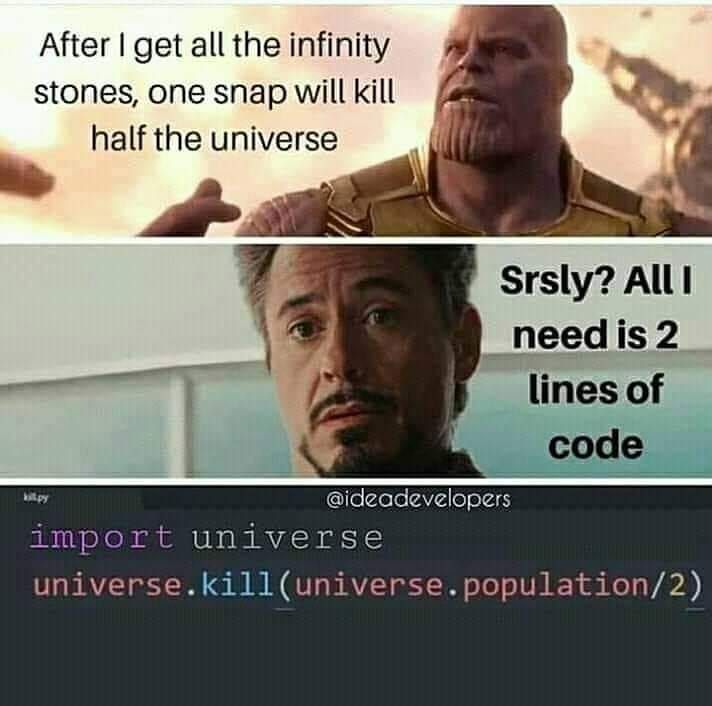 After I get all the infinity
stones, one snap will kill
half the universe
Srsly? All I
need is 2
lines of
code
kill.py
@ideadevelopers
import universe
universe.kill(universe.population/2)